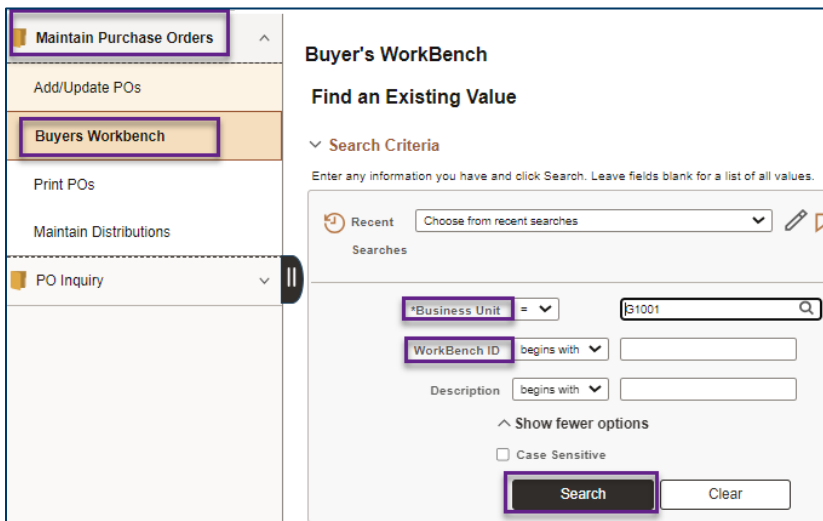 Maintain Purchase Orders
Add/Update POs
Buyers Workbench
Print POs
Maintain Distributions
PO Inquiry
Buyer's WorkBench
Find an Existing Value
Search Criteria
Enter any information you have and click Search. Leave fields blank for a list of all values.
Recent Searches
Choose from recent searches
*Business Unit = G1001
WorkBench ID begins with
Description begins with
Show fewer options
Case Sensitive
Search Clear